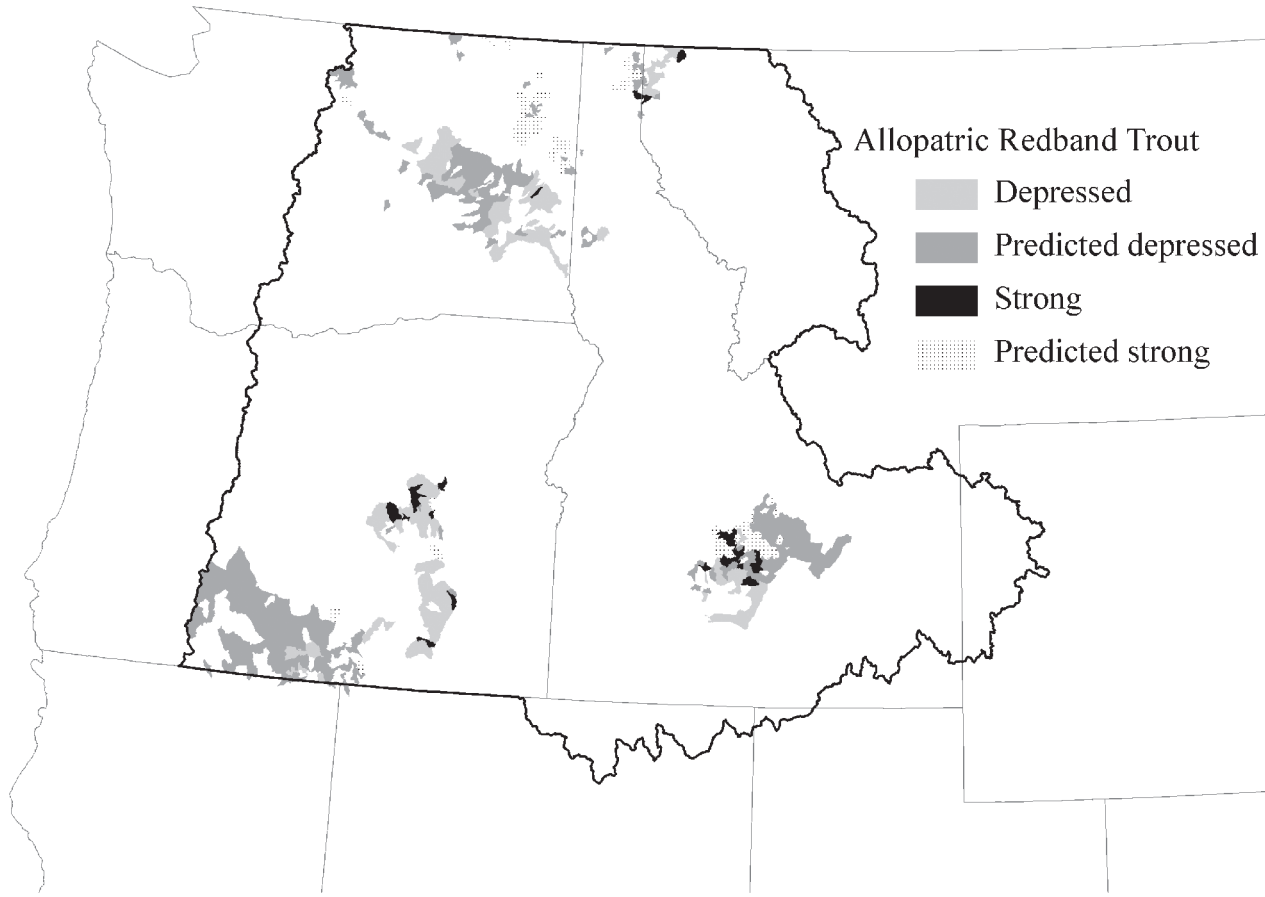 Allopatric Redband Trout
Depressed
Predicted depressed
Strong
Predicted strong